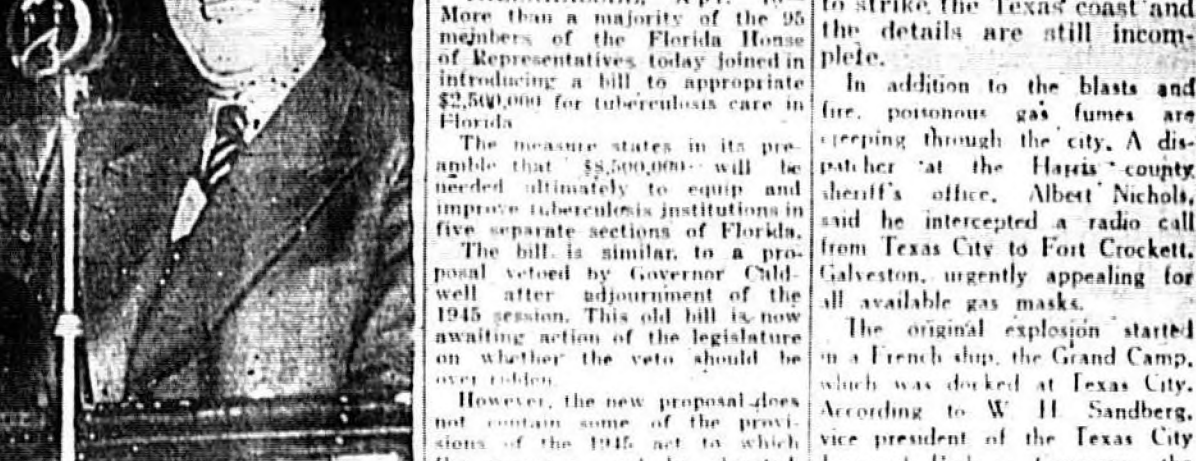 More than a majority of the 95
members of the Florida House
of Representatives today joined in
introducing a bill to appropriate
$2,500,000 for tuberculosis care in
Florida
The measure states in its pre-
amble that $8,500,000 will be
needed ultimately to equip and
improve tuberculosis institutions in
five separate sections of Florida.
The bill is similar to a pro-
posal vetoed by Governor Cald-
well after adjournment of the
1945 session. This old bill is now
awaiting action of the legislature
on whether the veto should be
over ridden.
However, the new proposal does
not contain some of the provi-
sions of the 1945 act to which
to strike the Texas coast and
the details are still incom-
plete.
In addition to the blasts and
fire, poisonous gas fumes are
creeping through the city. A dis-
patcher at the Harris county
sheriff's office, Albert Nichols,
said he intercepted a radio call
from Texas City to Fort Crockett,
Galveston, urgently appealing for
all available gas masks.
The original explosion started
in a French ship, the Grand Camp,
which was docked at Texas City.
According to W. H. Sandberg,
vice president of the Texas City